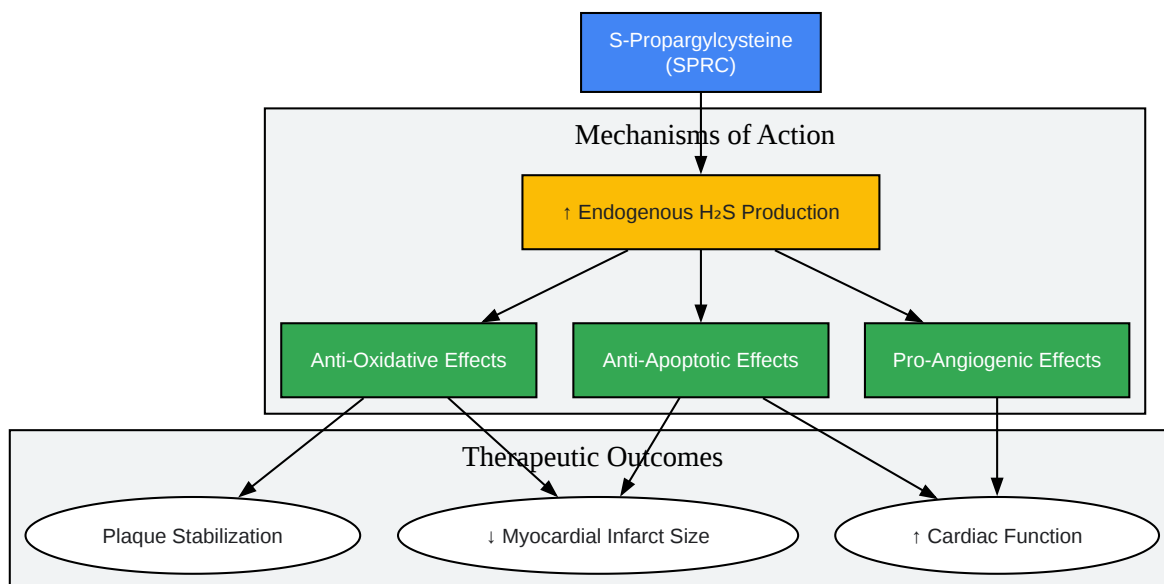 S-Propargylcysteine
(SPRC)
Mechanisms of Action
↑ Endogenous H₂S Production
Anti-Oxidative Effects
Anti-Apoptotic Effects
Pro-Angiogenic Effects
Therapeutic Outcomes
Plaque Stabilization
↓ Myocardial Infarct Size
↑ Cardiac Function